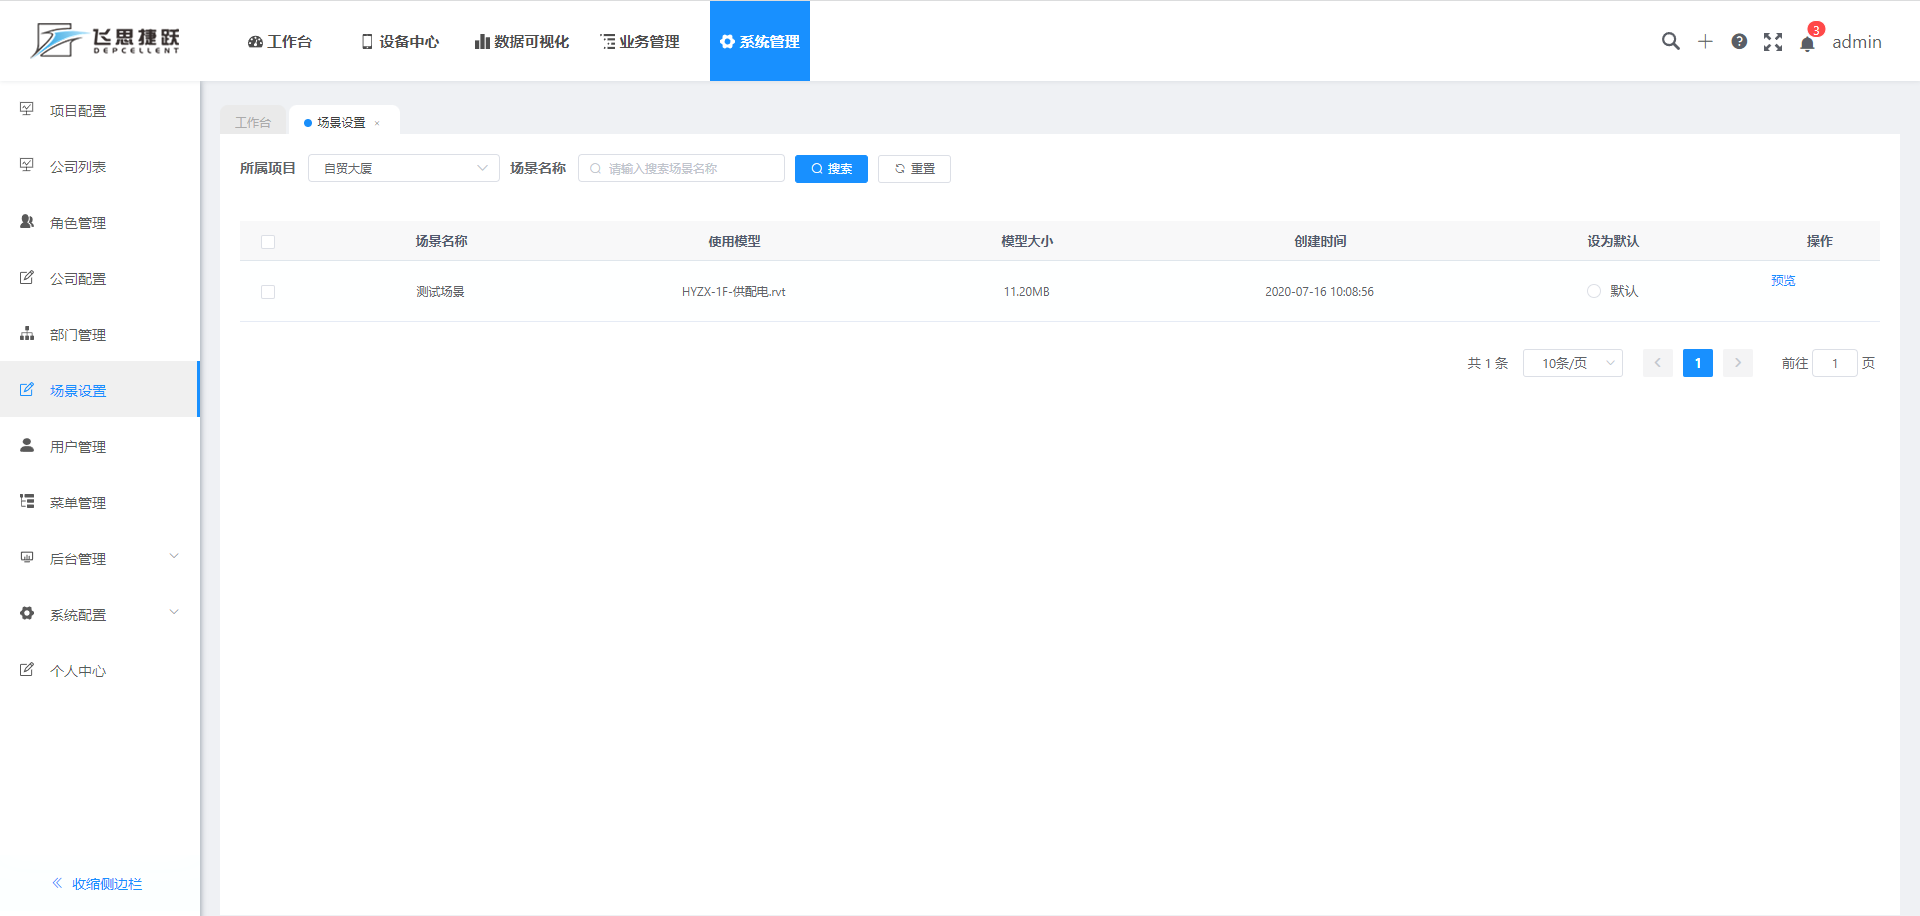 飞思捷跃
DEPCELLENT
工作台
设备中心
数据可视化
业务管理
系统管理
3
admin
项目配置
公司列表
角色管理
公司配置
部门管理
场景设置
用户管理
菜单管理
后台管理
系统配置
个人中心
收缩侧边栏
工作台
场景设置 ×
所属项目 自贸大厦 场景名称 请输入搜索场景名称 搜索 重置
场景名称 使用模型 模型大小 创建时间 设为默认 操作
测试场景 HYZX-1F-供配电.rvt 11.20MB 2020-07-16 10:08:56 默认 预览
共 1 条 10条/页 1 前往 1 页